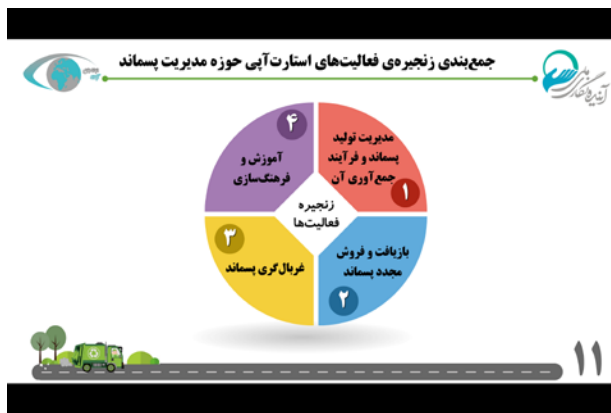 جمع‌بندی زنجیره‌ی فعالیت‌های استارت‌آپی حوزه مدیریت پسماند
مدیریت تولید
پسماند و فرآیند
جمع‌آوری آن
۱
بازیافت و فروش
مجدد پسماند
۲
غربال‌گری پسماند
۳
آموزش و
فرهنگ‌سازی
۴
زنجیره
فعالیت‌ها
۱۱